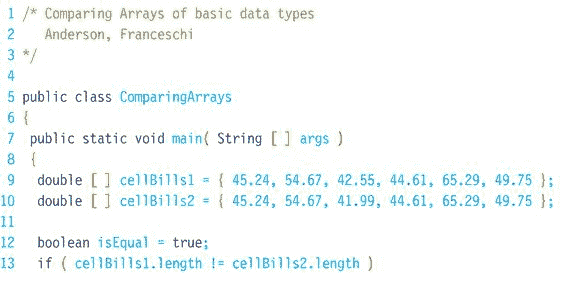 1 /* Comparing Arrays of basic data types
2    Anderson, Franceschi
3 */
4
5 public class ComparingArrays
6 {
7  public static void main( String [ ] args )
8  {
9   double [ ] cellBills1 = { 45.24, 54.67, 42.55, 44.61, 65.29, 49.75 };
10   double [ ] cellBills2 = { 45.24, 54.67, 41.99, 44.61, 65.29, 49.75 };
11
12   boolean isEqual = true;
13   if ( cellBills1.length != cellBills2.length )